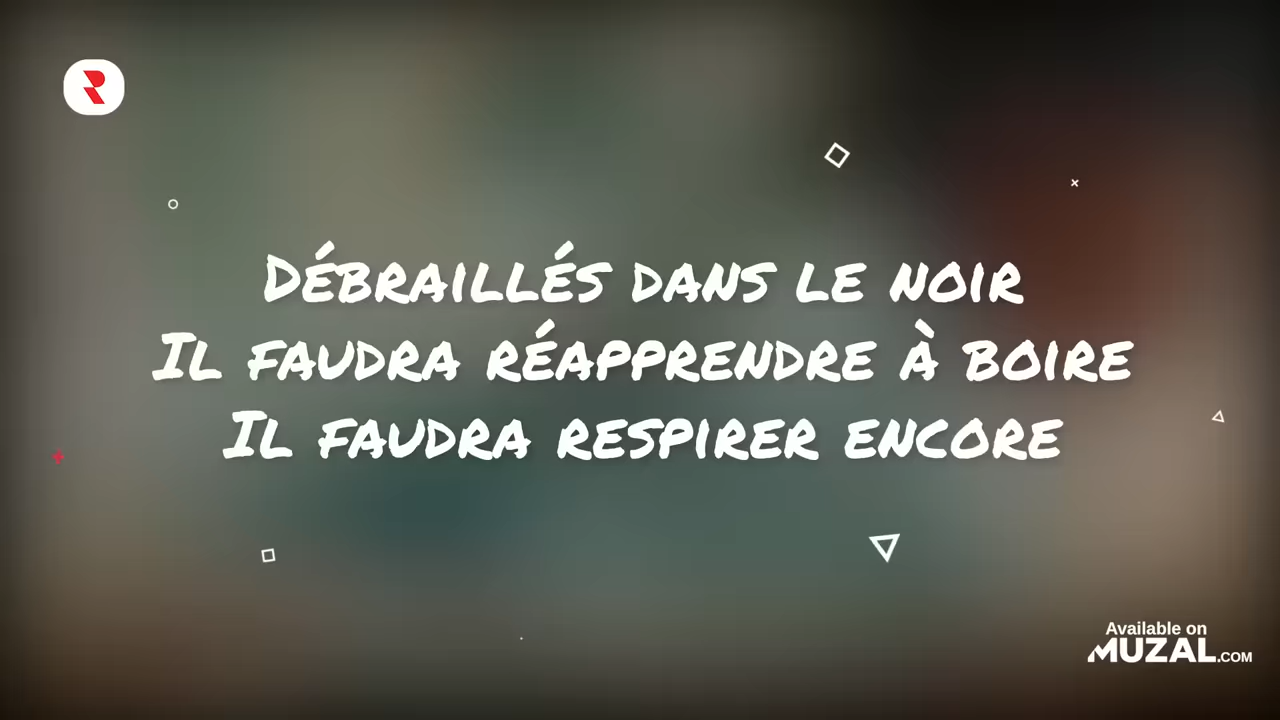 Débraillés dans le noir
Il faudra réapprendre à boire
Il faudra respirer encore
Available on
MUZAL.COM